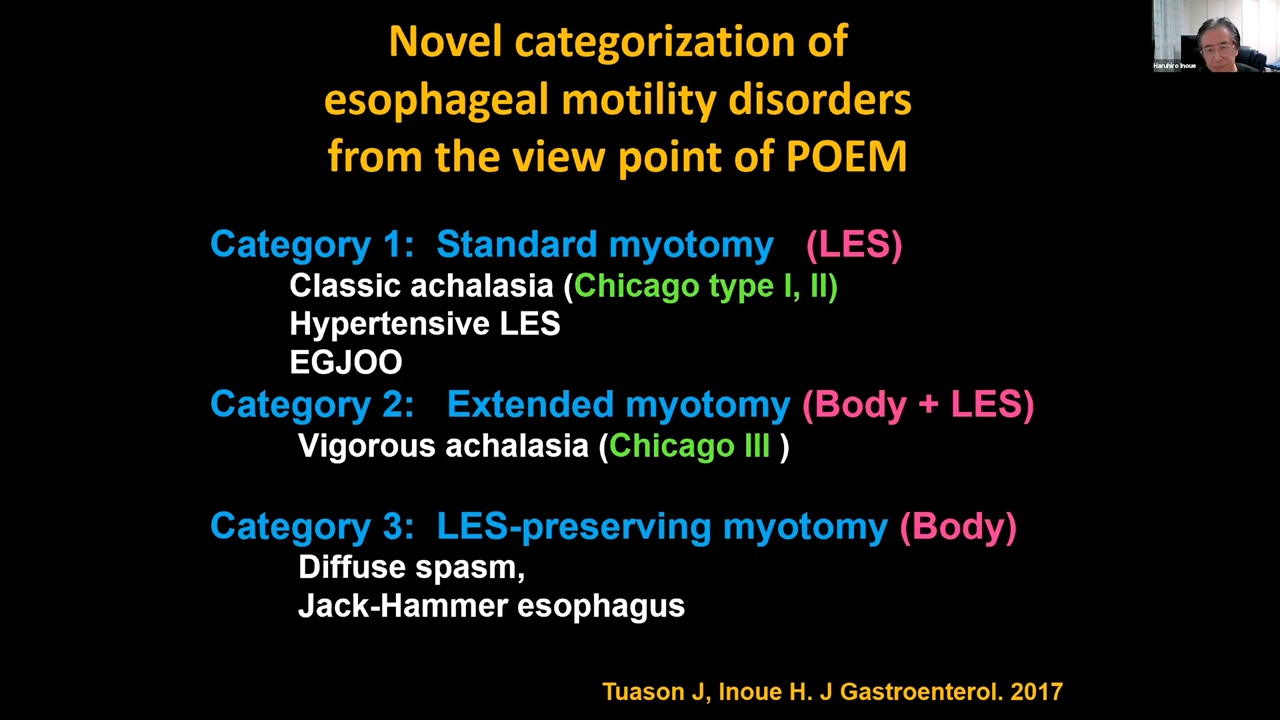 Novel categorization of
esophageal motility disorders
from the view point of POEM
Haruhiro Inoue
Category 1: Standard myotomy (LES)
Classic achalasia (Chicago type I, II)
Hypertensive LES
EGJOO
Category 2: Extended myotomy (Body + LES)
Vigorous achalasia (Chicago III )
Category 3: LES-preserving myotomy (Body)
Diffuse spasm,
Jack-Hammer esophagus
Tuason J, Inoue H. J Gastroenterol. 2017